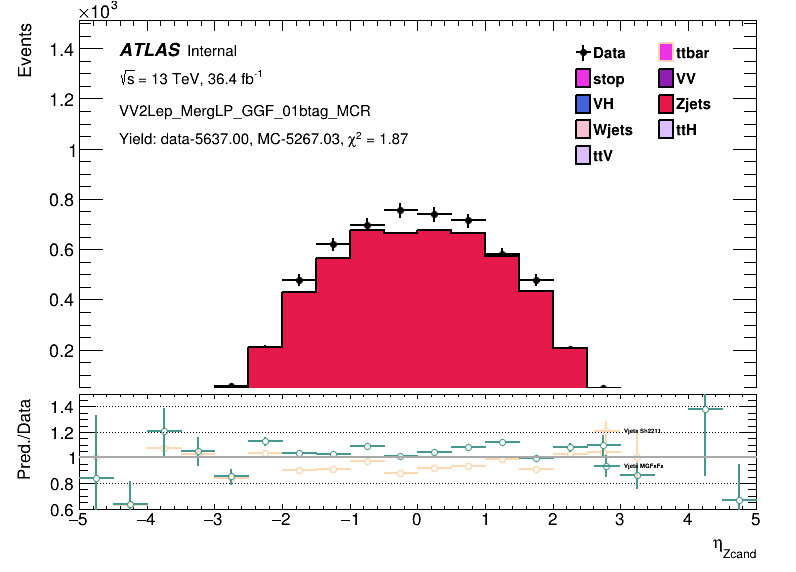 ×10³
Events
ATLAS Internal
√s = 13 TeV, 36.4 fb⁻¹
VV2Lep_MergLP_GGF_01btag_MCR
Yield: data-5637.00, MC-5267.03, χ² = 1.87
Data ttbar
stop VV
VH Zjets
Wjets ttH
ttV
1.4
1.2
1
0.8
0.6
0.4
0.2
Pred./Data
1.4
1.2
1
0.8
0.6
Vjets Sh2211
Vjets MGFxFx
−5 −4 −3 −2 −1 0 1 2 3 4 5
η Zcand